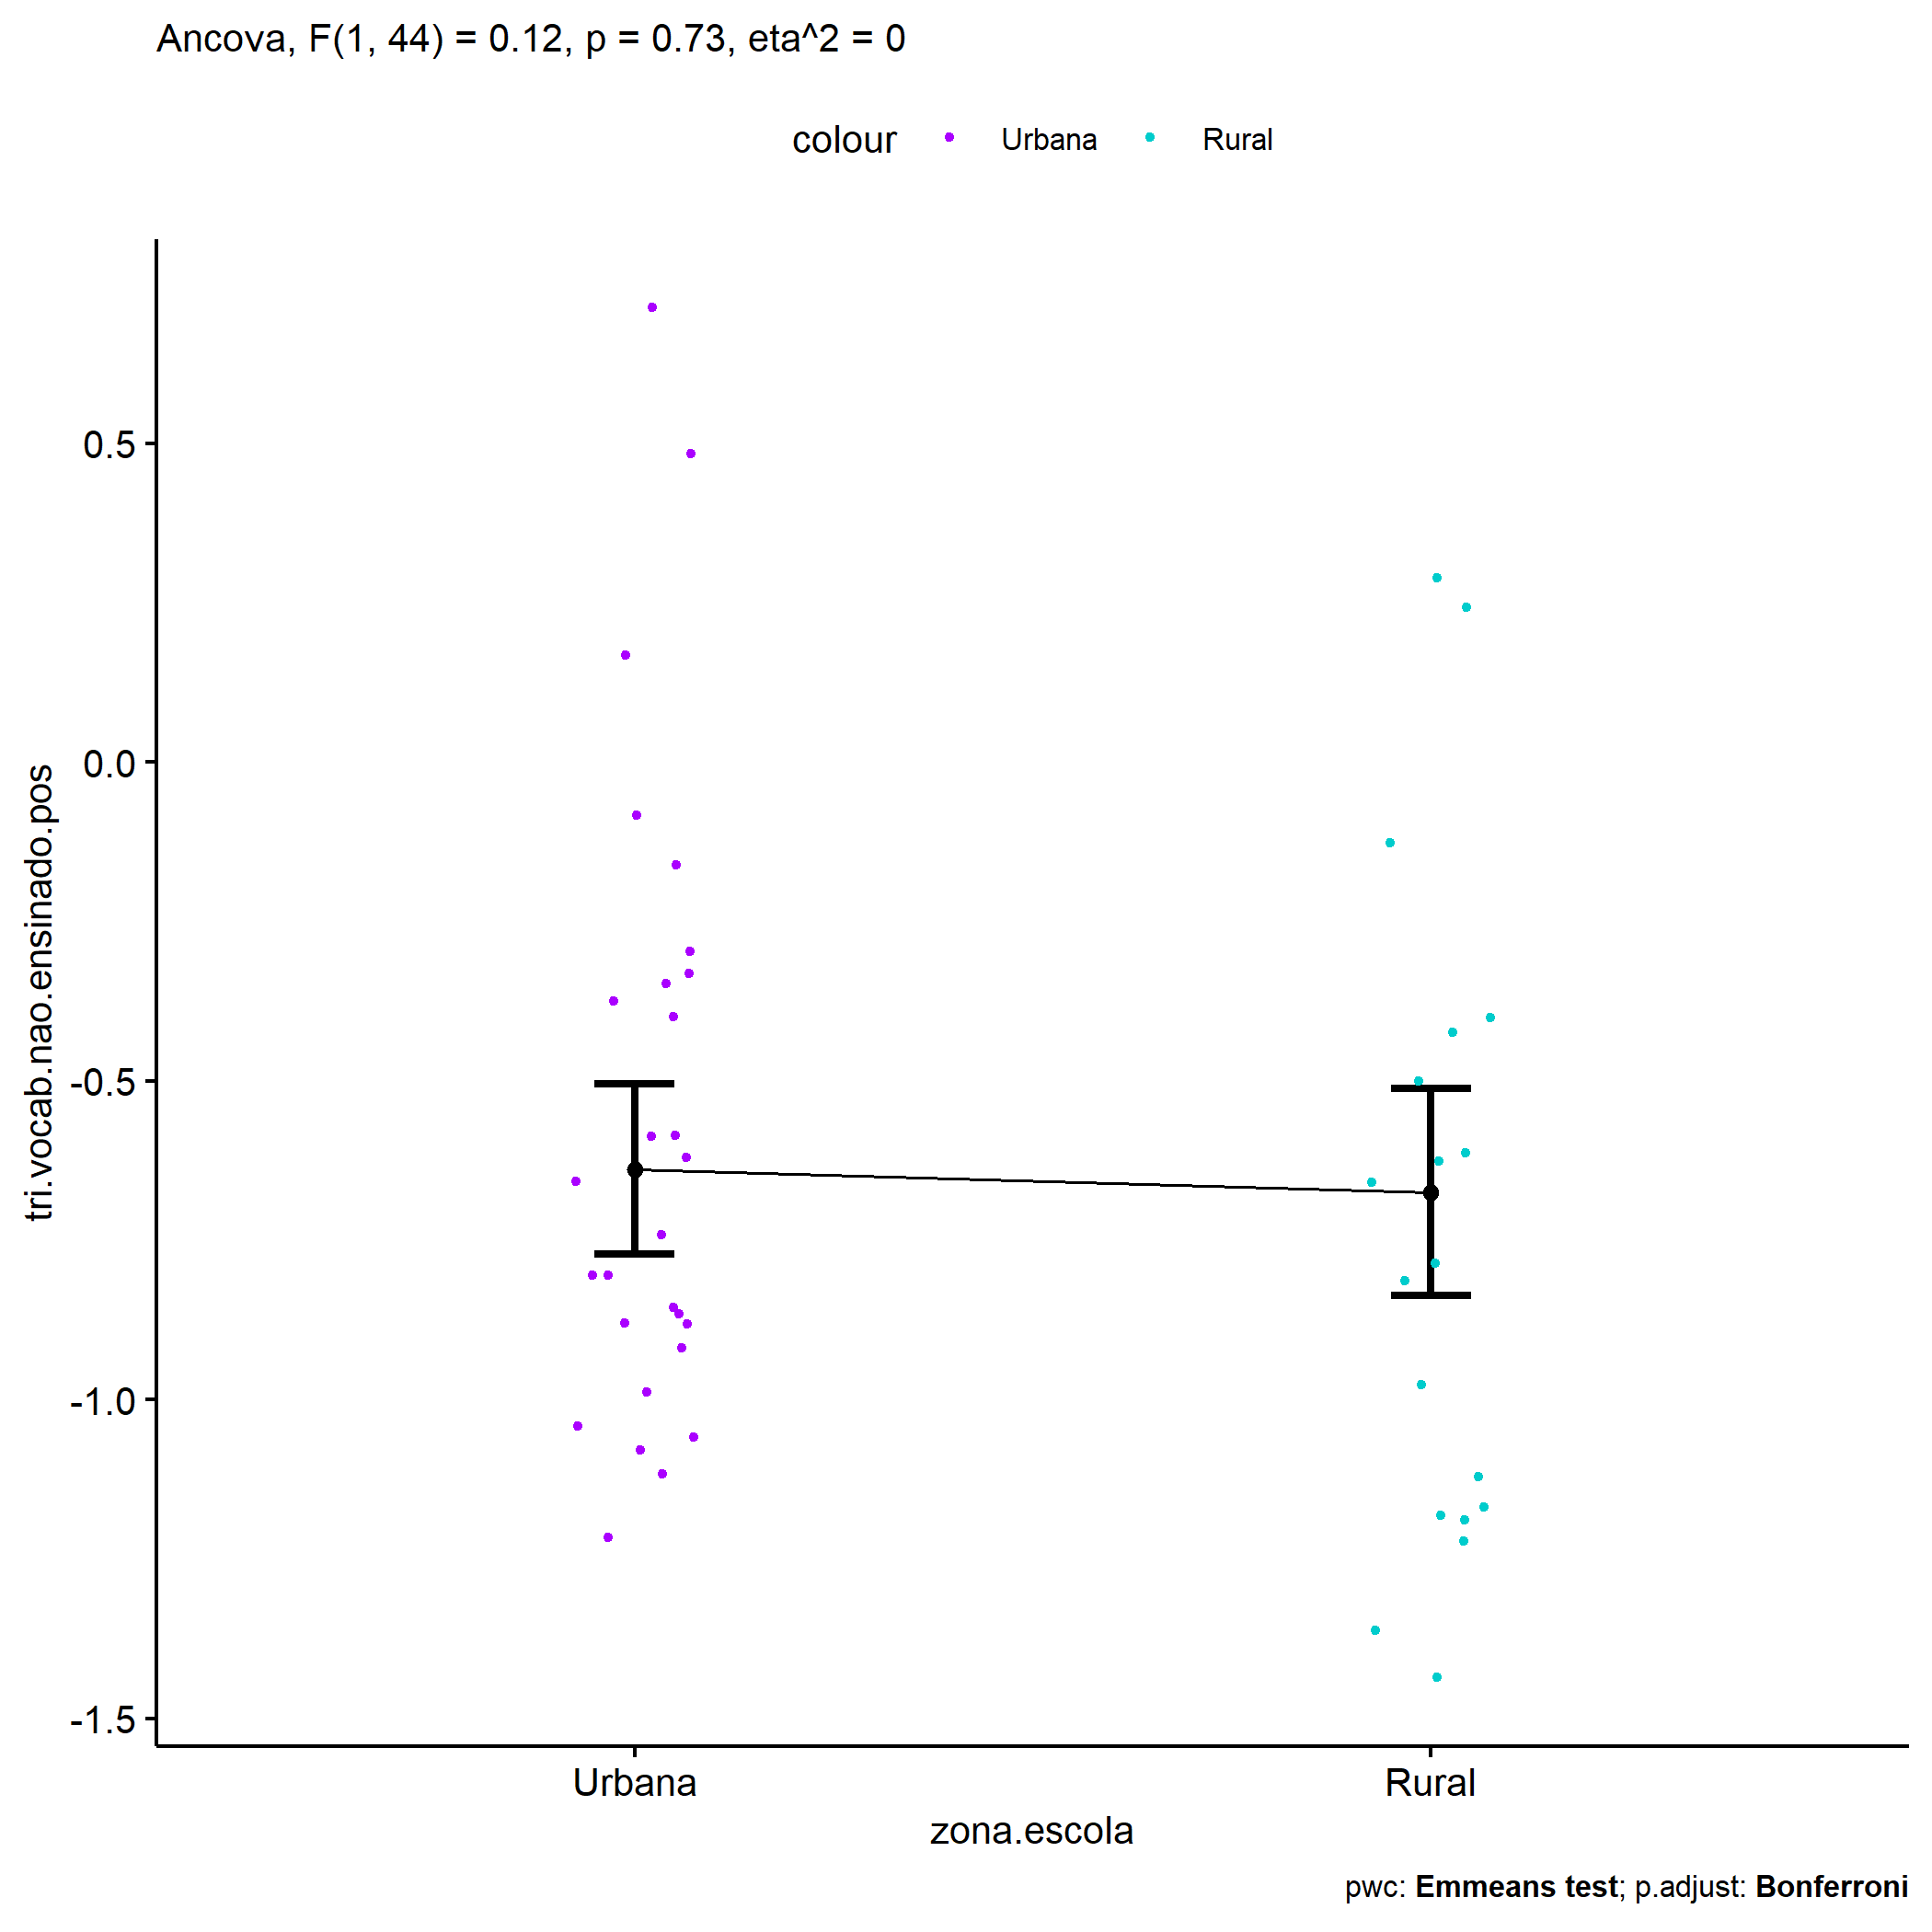 Ancova, F(1, 44) = 0.12, p = 0.73, eta^2 = 0
colour Urbana Rural
tri.vocab.nao.ensinado.pos
0.5
0.0
-0.5
-1.0
-1.5
Urbana Rural
zona.escola
pwc: Emmeans test; p.adjust: Bonferroni